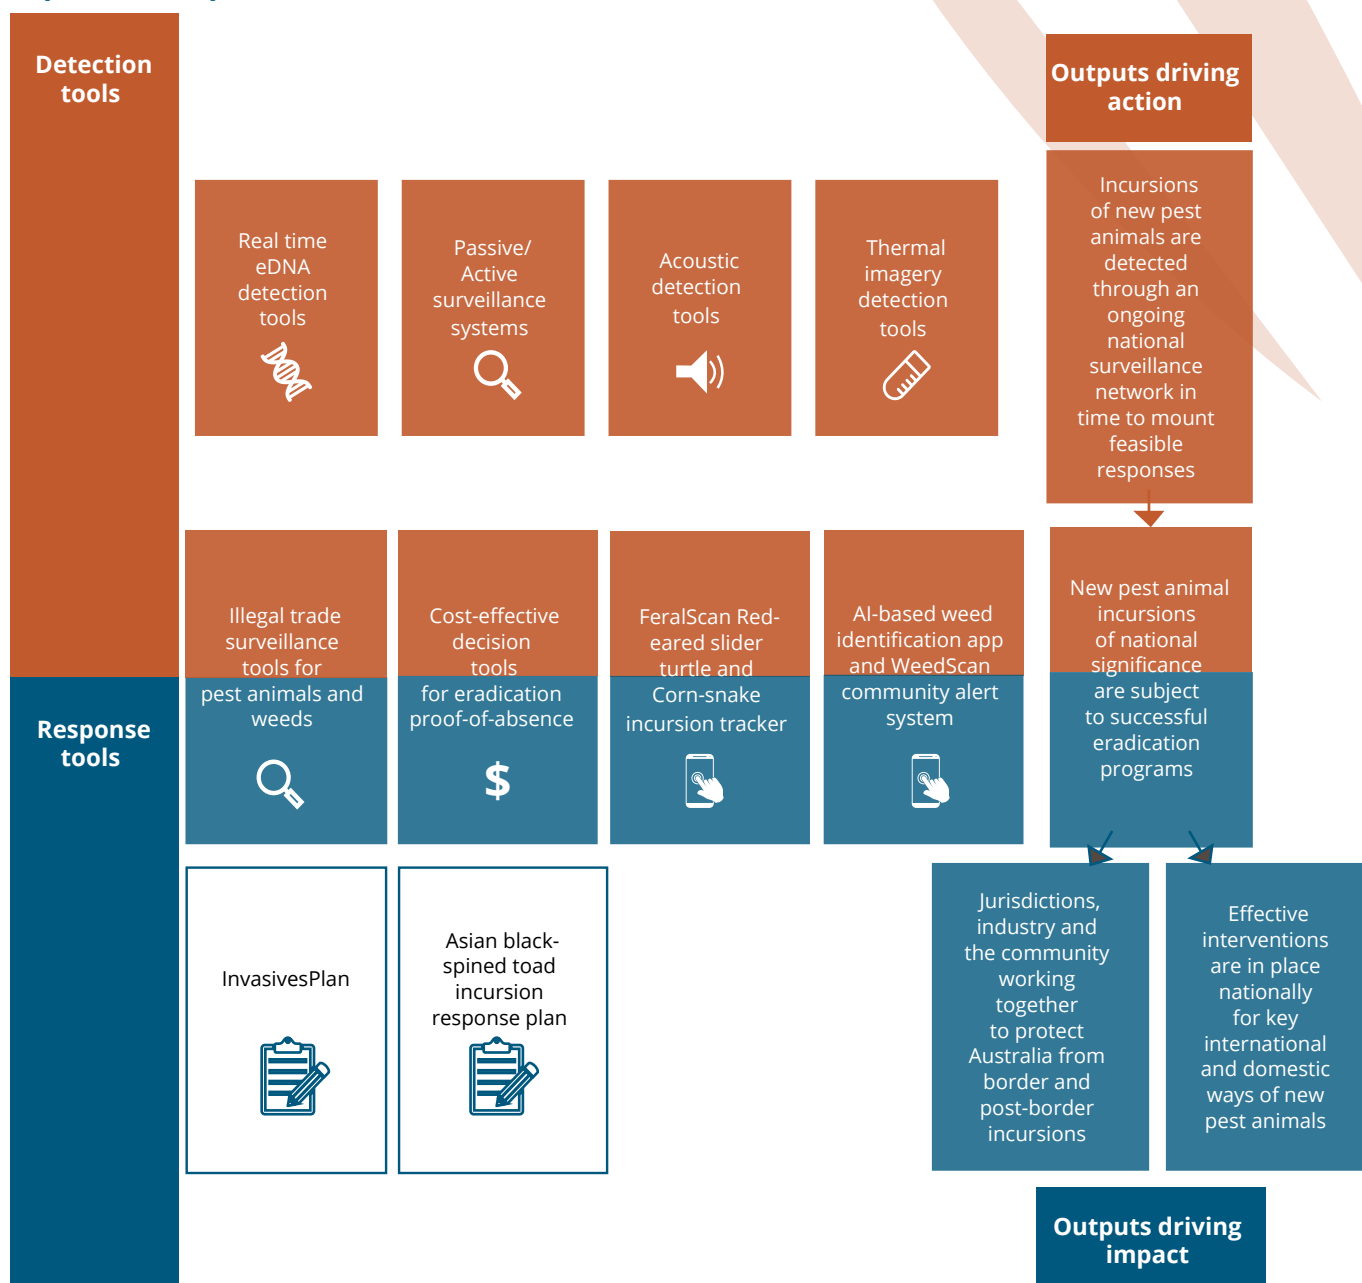 Detection
tools
Outputs driving
action
Real time
eDNA
detection
tools
Passive/
Active
surveillance
systems
Acoustic
detection
tools
Thermal
imagery
detection
tools
Incursions
of new pest
animals are
detected
through an
ongoing
national
surveillance
network in
time to mount
feasible
responses
Illegal trade
surveillance
tools for
pest animals and
weeds
Cost-effective
decision
tools
for eradication
proof-of-absence
$
FeralScan Red-
eared slider
turtle and
Corn-snake
incursion tracker
AI-based weed
identification app
and WeedScan
community alert
system
New pest animal
incursions
of national
significance
are subject
to successful
eradication
programs
Response
tools
InvasivesPlan
Asian black-
spined toad
incursion
response plan
Jurisdictions,
industry and
the community
working
together
to protect
Australia from
border and
post-border
incursions
Effective
interventions
are in place
nationally
for key
international
and domestic
ways of new
pest animals
Outputs driving
impact